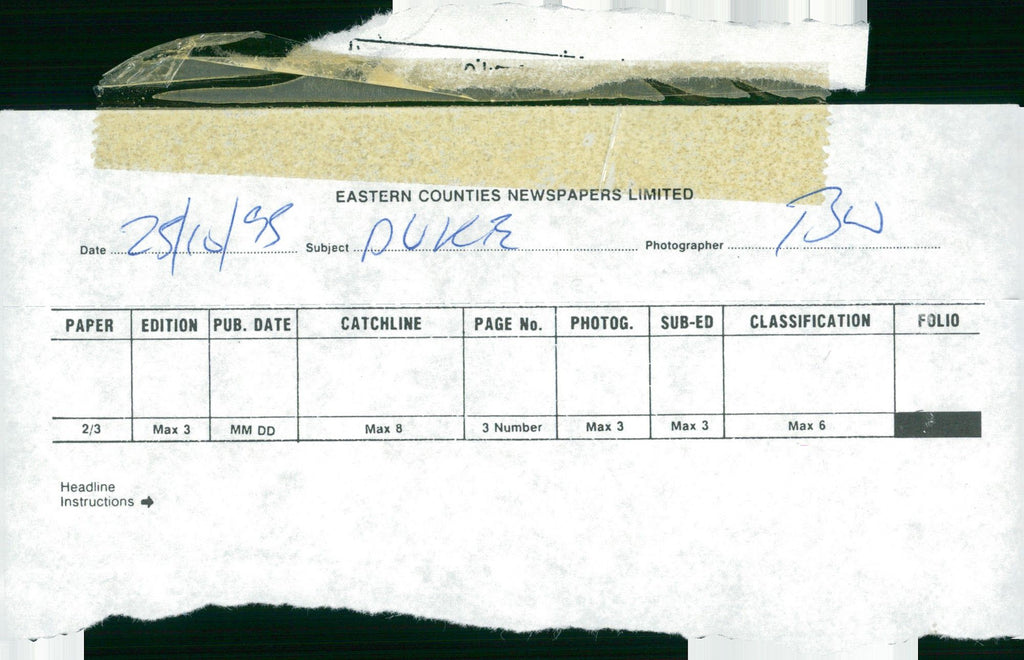 EASTERN COUNTIES NEWSPAPERS LIMITED
Date 25/10/95 Subject DUKE Photographer BW
PAPER EDITION PUB. DATE CATCHLINE PAGE No. PHOTOG. SUB-ED CLASSIFICATION FOLIO
2/3 Max 3 MM DD Max 8 3 Number Max 3 Max 3 Max 6
Headline
Instructions